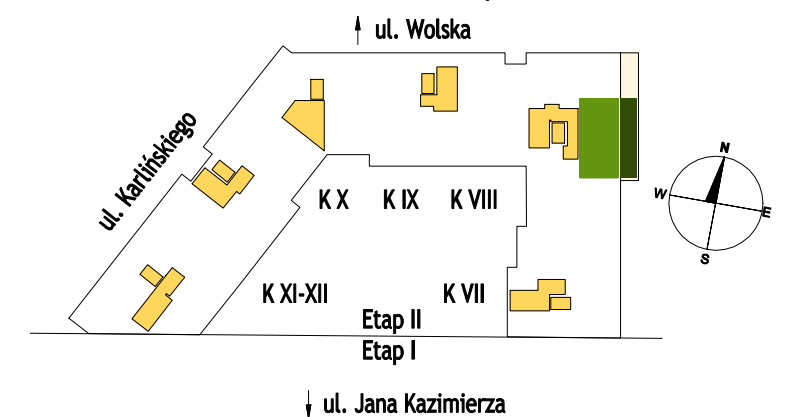 ul. Wolska
ul. Karlińskiego
N
W
E
S
K X K IX K VIII
K XI-XII K VII
Etap II
Etap I
ul. Jana Kazimierza